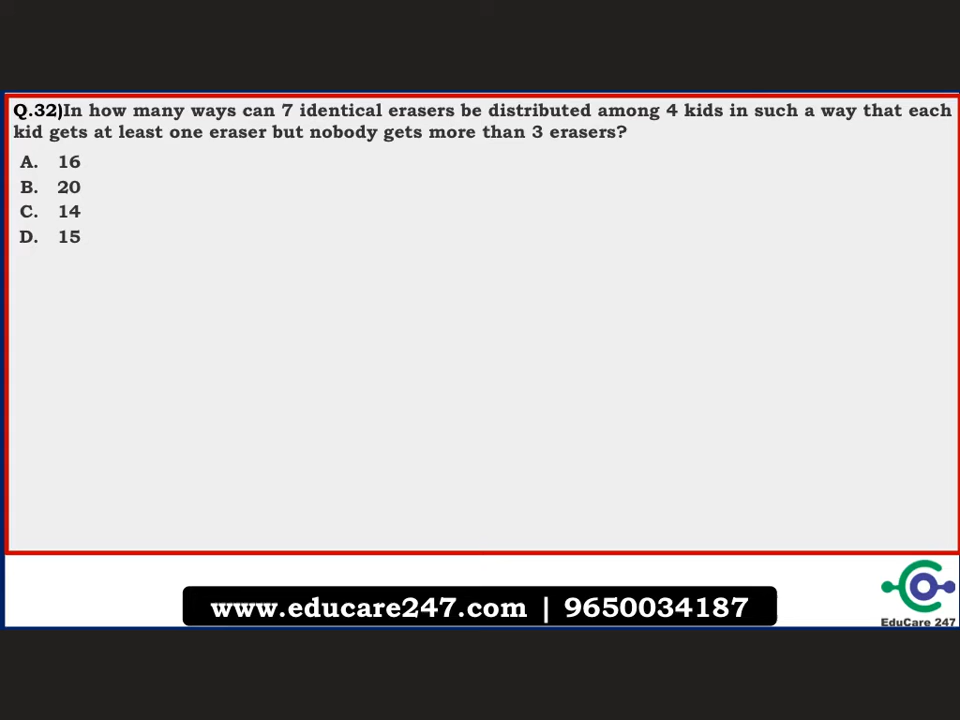 Q.32)In how many ways can 7 identical erasers be distributed among 4 kids in such a way that each
kid gets at least one eraser but nobody gets more than 3 erasers?
A. 16
B. 20
C. 14
D. 15
www.educare247.com | 9650034187
EduCare 247